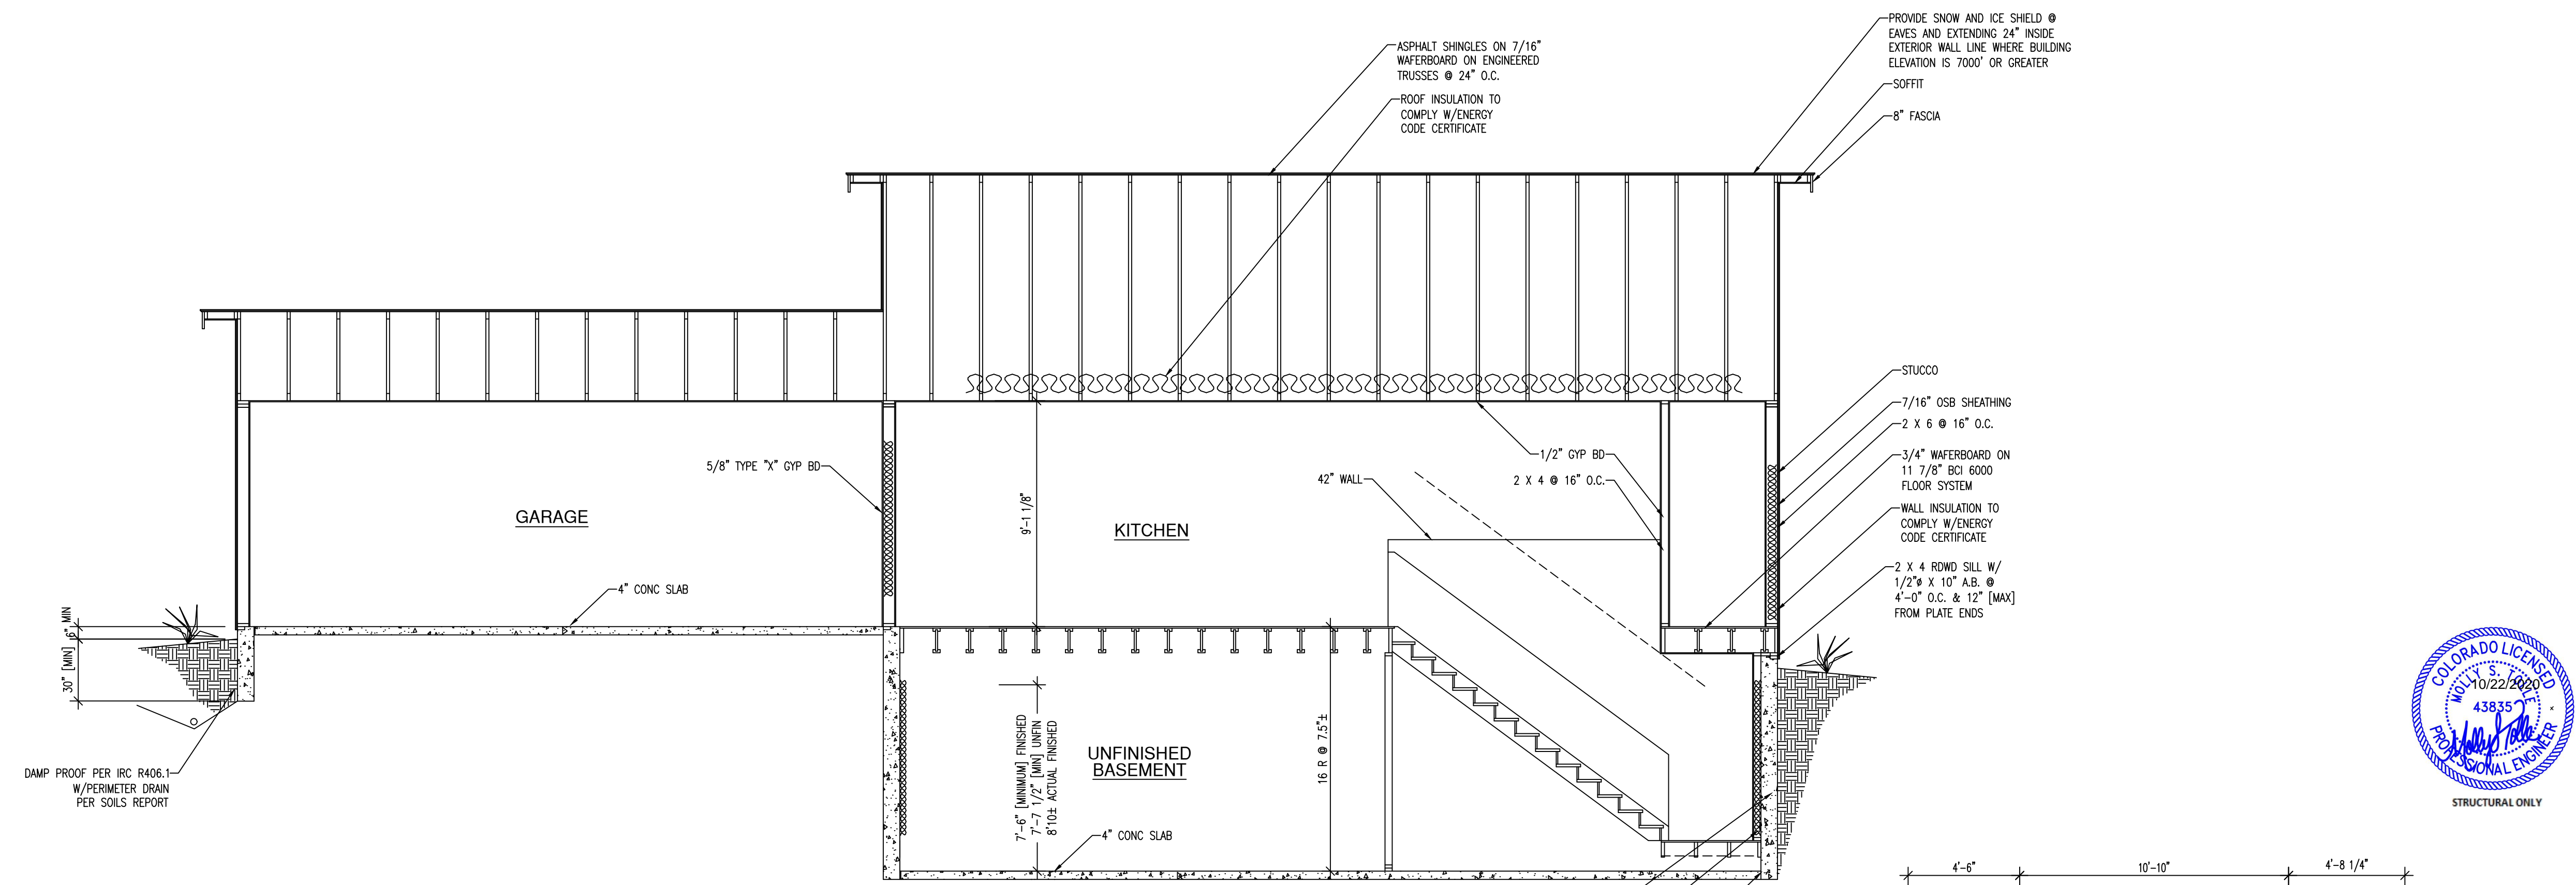 PROVIDE SNOW AND ICE SHIELD @
EAVES AND EXTENDING 24" INSIDE
EXTERIOR WALL LINE WHERE BUILDING
ELEVATION IS 7000' OR GREATER
SOFFIT
8" FASCIA
ASPHALT SHINGLES ON 7/16"
WAFERBOARD ON ENGINEERED
TRUSSES @ 24" O.C.
ROOF INSULATION TO
COMPLY W/ENERGY
CODE CERTIFICATE
STUCCO
7/16" OSB SHEATHING
2 X 6 @ 16" O.C.
3/4" WAFERBOARD ON
11 7/8" BCI 6000
FLOOR SYSTEM
WALL INSULATION TO
COMPLY W/ENERGY
CODE CERTIFICATE
2 X 4 RDWD SILL W/
1/2"ø X 10" A.B. @
4'-0" O.C. & 12" [MAX]
FROM PLATE ENDS
5/8" TYPE "X" GYP BD
1/2" GYP BD
2 X 4 @ 16" O.C.
42" WALL
GARAGE
KITCHEN
9'-1 1/8"
4" CONC SLAB
6" MIN
30" [MIN]
DAMP PROOF PER IRC R406.1
W/PERIMETER DRAIN
PER SOILS REPORT
7'-6" [MINIMUM] FINISHED
7'-7 1/2" [MIN] UNFIN
8'10± ACTUAL FINISHED
UNFINISHED
BASEMENT
16 R @ 7.5"±
4" CONC SLAB
COLORADO LICENSED
MOLLY S. TOLLE
10/22/2020
43835
PROFESSIONAL ENGINEER
STRUCTURAL ONLY
4'-6"
10'-10"
4'-8 1/4"